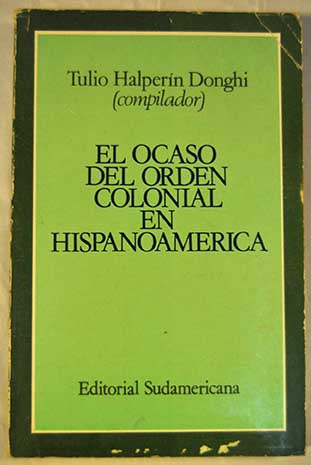 Tulio Halperín Donghi
(compilador)
EL OCASO
DEL ORDEN
COLONIAL
EN
HISPANOAMERICA
Editorial Sudamericana